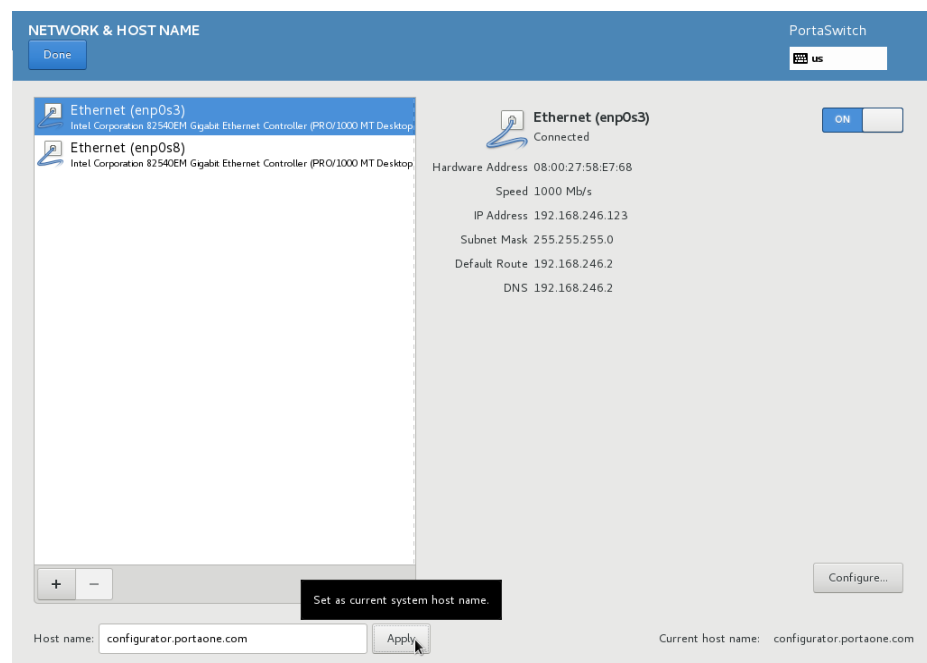 NETWORK & HOST NAME
PortaSwitch
Done
us
Ethernet (enp0s3)
Intel Corporation 82540EM Gigabit Ethernet Controller (PRO/1000 MT Desktop
Ethernet (enp0s8)
Intel Corporation 82540EM Gigabit Ethernet Controller (PRO/1000 MT Desktop
Ethernet (enp0s3)
Connected
ON
Hardware Address 08:00:27:58:E7:68
Speed 1000 Mb/s
IP Address 192.168.246.123
Subnet Mask 255.255.255.0
Default Route 192.168.246.2
DNS 192.168.246.2
+ −
Configure...
Set as current system host name.
Host name: configurator.portaone.com Apply
Current host name: configurator.portaone.com